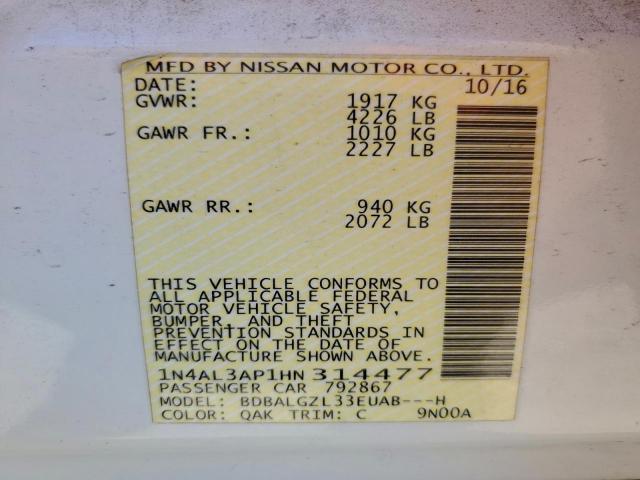 MFD BY NISSAN MOTOR CO., LTD.
DATE: 10/16
GVWR: 1917 KG
4226 LB
GAWR FR.: 1010 KG
2227 LB
GAWR RR.: 940 KG
2072 LB
THIS VEHICLE CONFORMS TO
ALL APPLICABLE FEDERAL
MOTOR VEHICLE SAFETY,
BUMPER, AND THEFT
PREVENTION STANDARDS IN
EFFECT ON THE DATE OF
MANUFACTURE SHOWN ABOVE.
1N4AL3AP1HN314477
PASSENGER CAR 792867
MODEL: BDBALGZL33EUAB---H
COLOR: QAK TRIM: C 9N00A